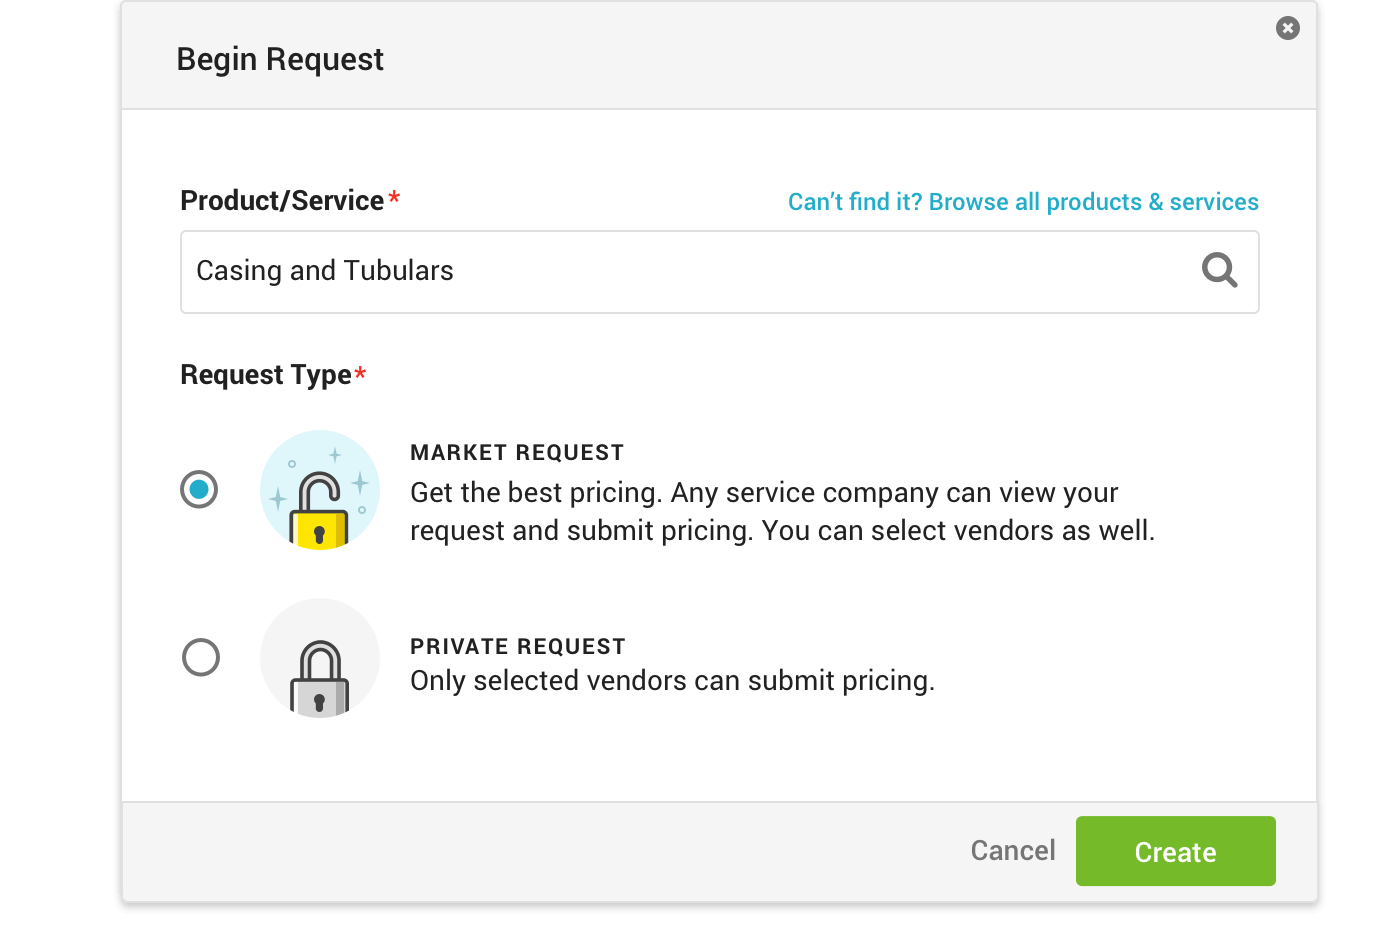 Begin Request
Product/Service*
Can’t find it? Browse all products & services
Casing and Tubulars
Request Type*
MARKET REQUEST
Get the best pricing. Any service company can view your
request and submit pricing. You can select vendors as well.
PRIVATE REQUEST
Only selected vendors can submit pricing.
Cancel
Create